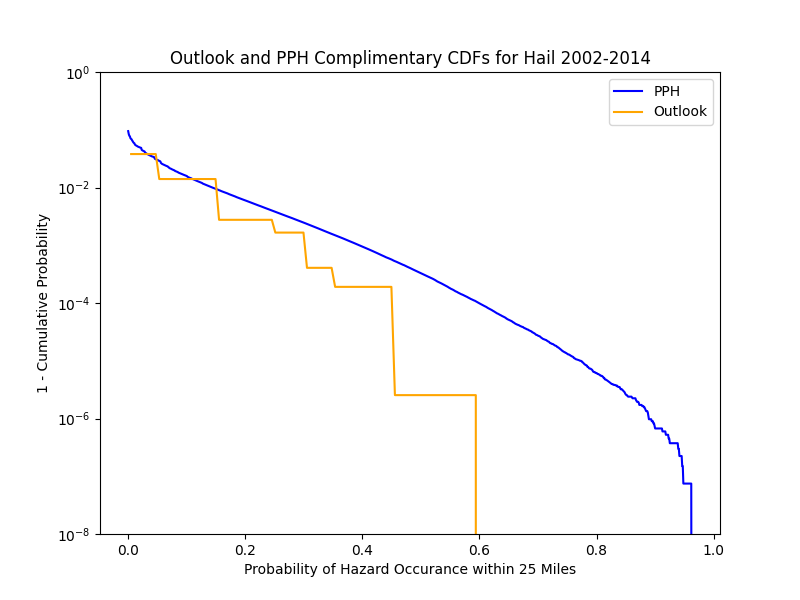 Outlook and PPH Complimentary CDFs for Hail 2002-2014
PPH
Outlook
1 - Cumulative Probability
10⁰
10⁻²
10⁻⁴
10⁻⁶
10⁻⁸
0.0 0.2 0.4 0.6 0.8 1.0
Probability of Hazard Occurance within 25 Miles